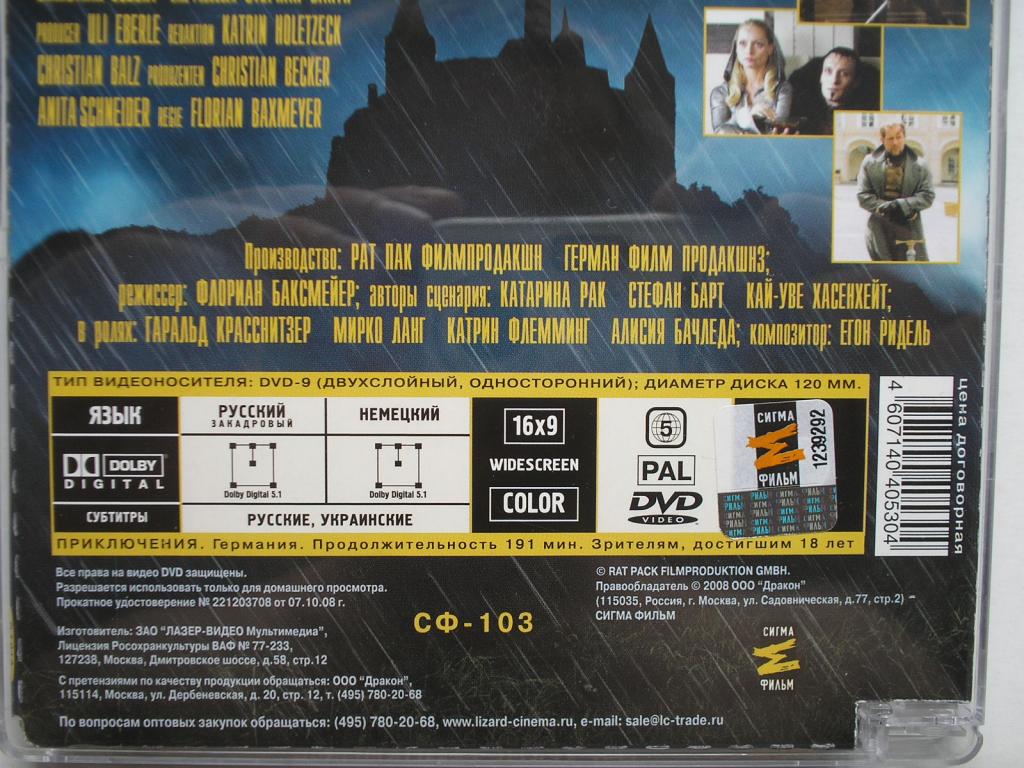 PRODUCER ULI EBERLE REDAKTION KATRIN HOLETZECK
CHRISTIAN BALZ PRODUZENTEN CHRISTIAN BECKER
ANITA SCHNEIDER REGIE FLORIAN BAXMEYER
Производство: РАТ ПАК ФИЛМПРОДАКШН ГЕРМАН ФИЛМ ПРОДАКШНЗ;
режиссер: ФЛОРИАН БАКСМЕЙЕР; авторы сценария: КАТАРИНА РАК СТЕФАН БАРТ КАЙ-УВЕ ХАСЕНХЕЙТ;
в ролях: ГАРАЛЬД КРАССНИТЗЕР МИРКО ЛАНГ КАТРИН ФЛЕММИНГ АЛИСИЯ БАЧЛЕДА; композитор: ЕГОН РИДЕЛЬ
ТИП ВИДЕОНОСИТЕЛЯ: DVD-9 (ДВУХСЛОЙНЫЙ, ОДНОСТОРОННИЙ); ДИАМЕТР ДИСКА 120 ММ.
ЯЗЫК
РУССКИЙ
ЗАКАДРОВЫЙ
НЕМЕЦКИЙ
DOLBY
DIGITAL
Dolby Digital 5.1
Dolby Digital 5.1
СУБТИТРЫ
РУССКИЕ, УКРАИНСКИЕ
16x9
WIDESCREEN
COLOR
5
PAL
DVD
VIDEO
СИГМА
ФИЛЬМ
1239292
ПРИКЛЮЧЕНИЯ. Германия. Продолжительность 191 мин. Зрителям, достигшим 18 лет
4 607140 405304
цена договорная
Все права на видео DVD защищены.
Разрешается использовать только для домашнего просмотра.
Прокатное удостоверение № 221203708 от 07.10.08 г.
Изготовитель: ЗАО "ЛАЗЕР-ВИДЕО Мультимедиа",
Лицензия Росохранкультуры ВАФ № 77-233,
127238, Москва, Дмитровское шоссе, д.58, стр.12
С претензиями по качеству продукции обращаться: ООО "Дракон",
115114, Москва, ул. Дербеневская, д. 20, стр. 12, т. (495) 780-20-68
По вопросам оптовых закупок обращаться: (495) 780-20-68, www.lizard-cinema.ru, e-mail: sale@lc-trade.ru
СФ-103
© RAT PACK FILMPRODUKTION GMBH.
Правообладатель © 2008 ООО "Дракон"
(115035, Россия, г. Москва, ул. Садовническая, д.77, стр.2) –
СИГМА ФИЛЬМ
СИГМА
ФИЛЬМ